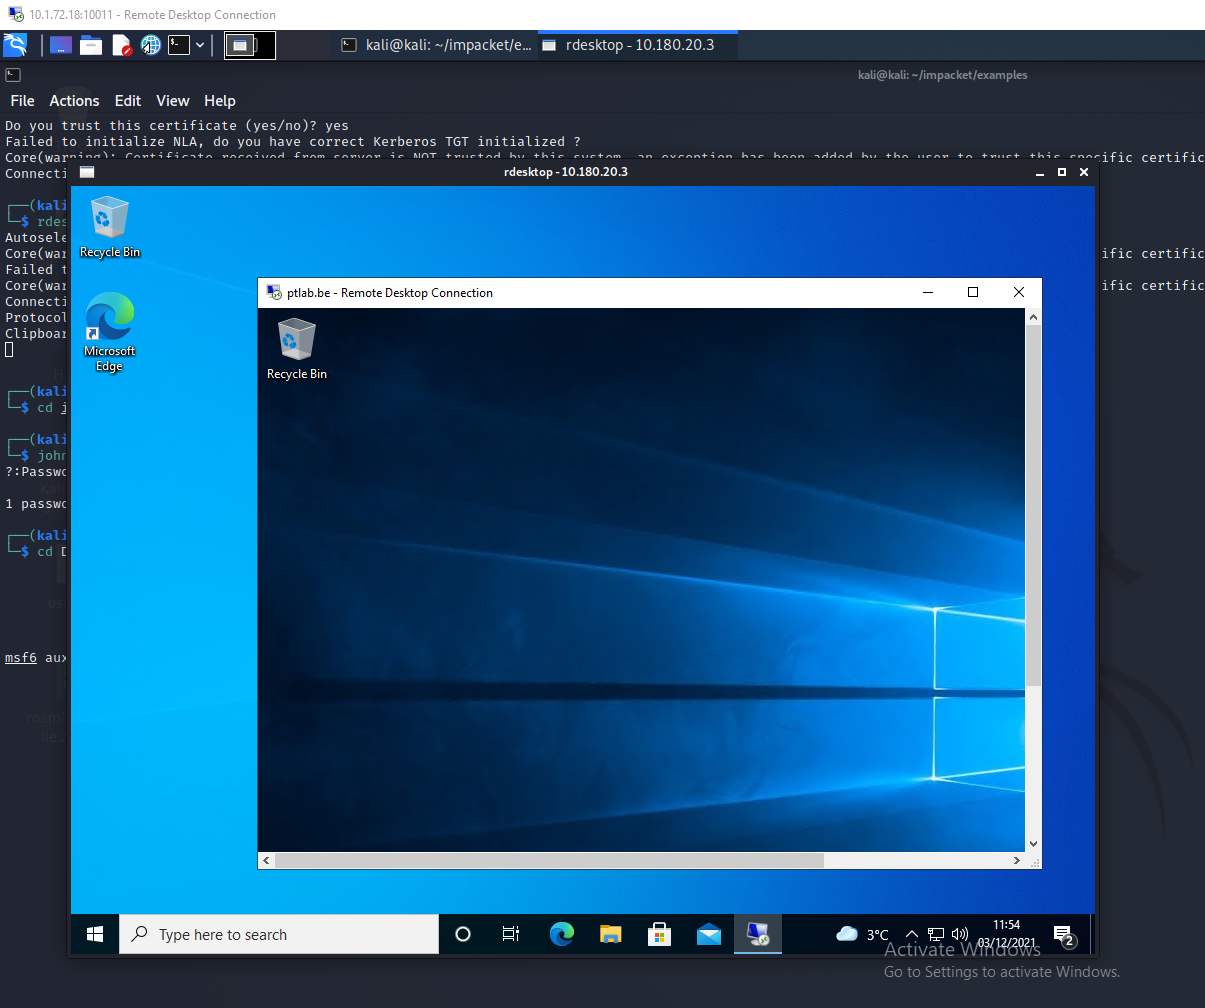 10.1.72.18:10011 - Remote Desktop Connection
kali@kali: ~/impacket/e...
rdesktop - 10.180.20.3
kali@kali: ~/impacket/examples
File Actions Edit View Help
Do you trust this certificate (yes/no)? yes
Failed to initialize NLA, do you have correct Kerberos TGT initialized ?
Core(warning): Certificate received from server is NOT trusted by this system, an exception has been added by the user to trust this specific certific
Connecti
rdesktop - 10.180.20.3
┌──(kali
└─$ rdes
Autosele
Core(war
ific certific
Failed t
Core(war
ific certific
Connecti
Protocol
Clipboar
┌──(kali
└─$ cd i
┌──(kali
└─$ john
?:Passwo
1 passwo
┌──(kali
└─$ cd D
msf6 aux
Recycle Bin
Microsoft
Edge
ptlab.be - Remote Desktop Connection
Recycle Bin
Type here to search
3°C
11:54
03/12/2021
2
Activate Windows
Go to Settings to activate Windows.